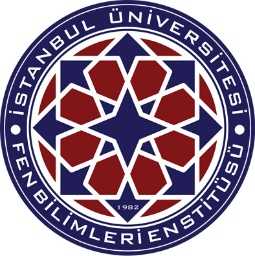 İSTANBUL ÜNİVERSİTESİ
FEN BİLİMLERİ ENSTİTÜSÜ
1982